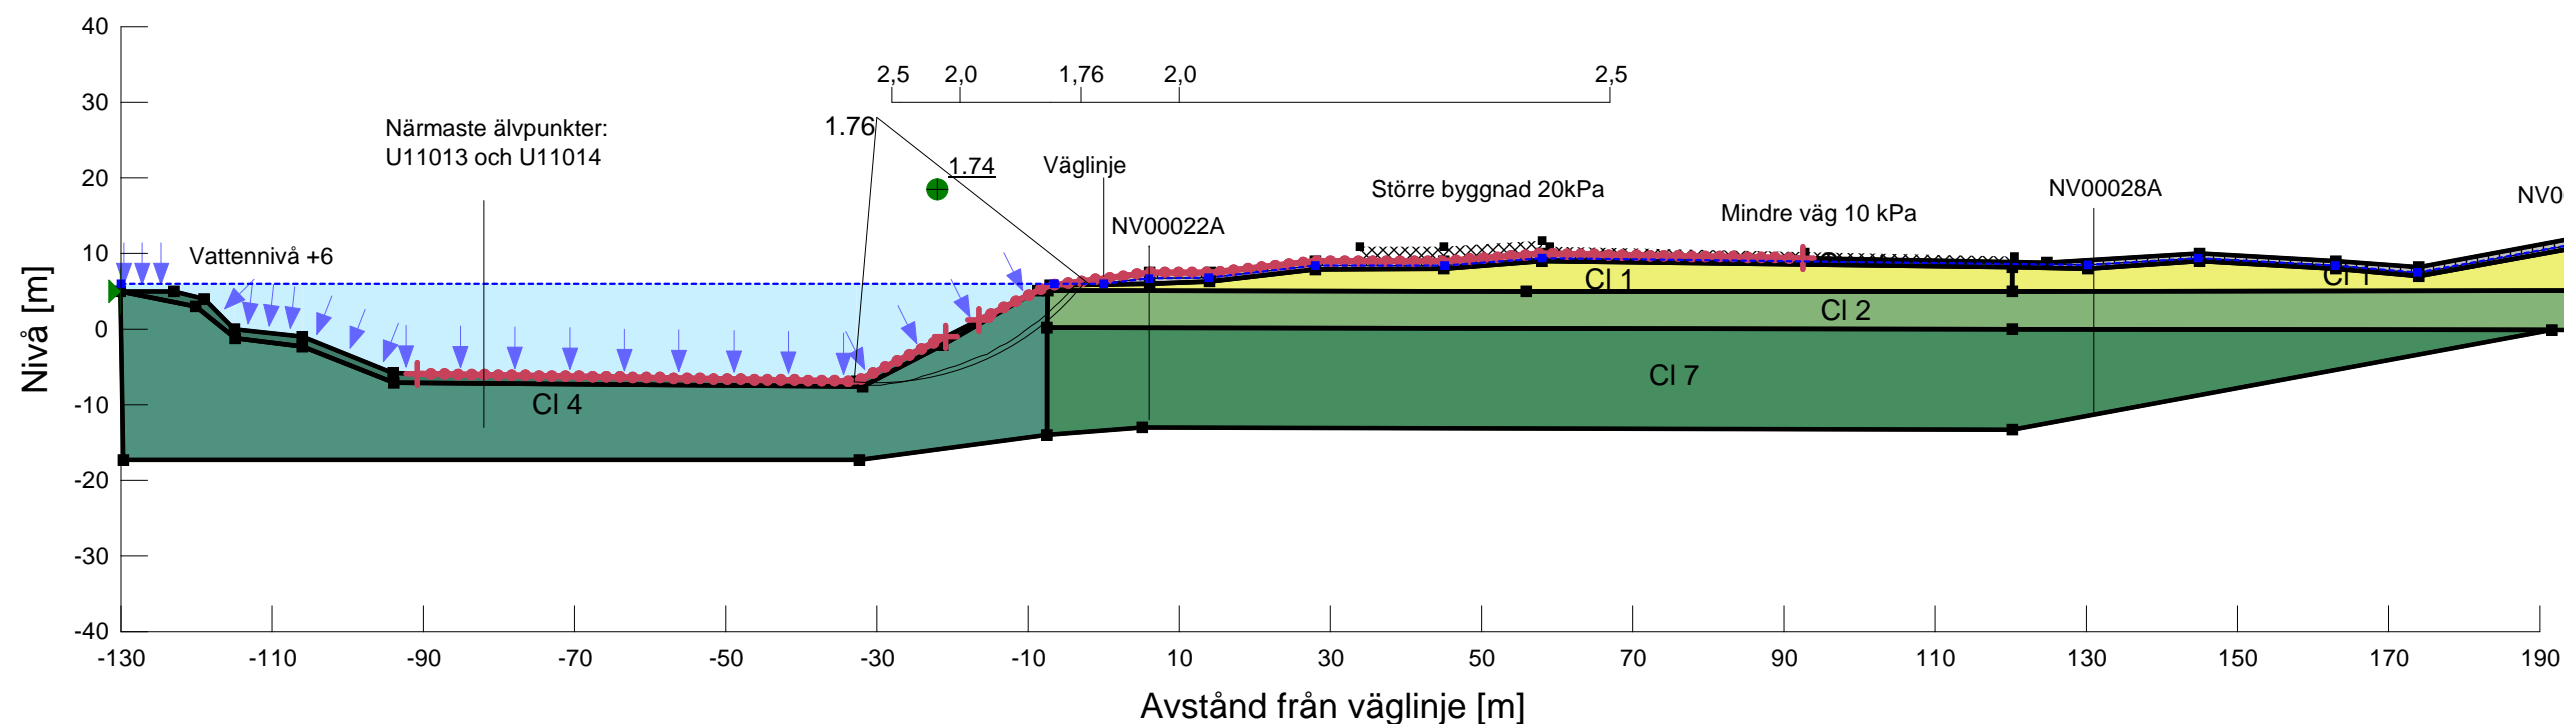 40
30
20
10
0
-10
-20
-30
-40
Nivå [m]
2,5 2,0 1,76 2,0 2,5
Närmaste älvpunkter:
U11013 och U11014
1.76
1.74
Väglinje
Större byggnad 20kPa
NV00028A
Mindre väg 10 kPa
NV00022A
Vattennivå +6
Cl 1
Cl 1
Cl 2
Cl 7
Cl 4
-130 -110 -90 -70 -50 -30 -10 10 30 50 70 90 110 130 150 170 190
Avstånd från väglinje [m]